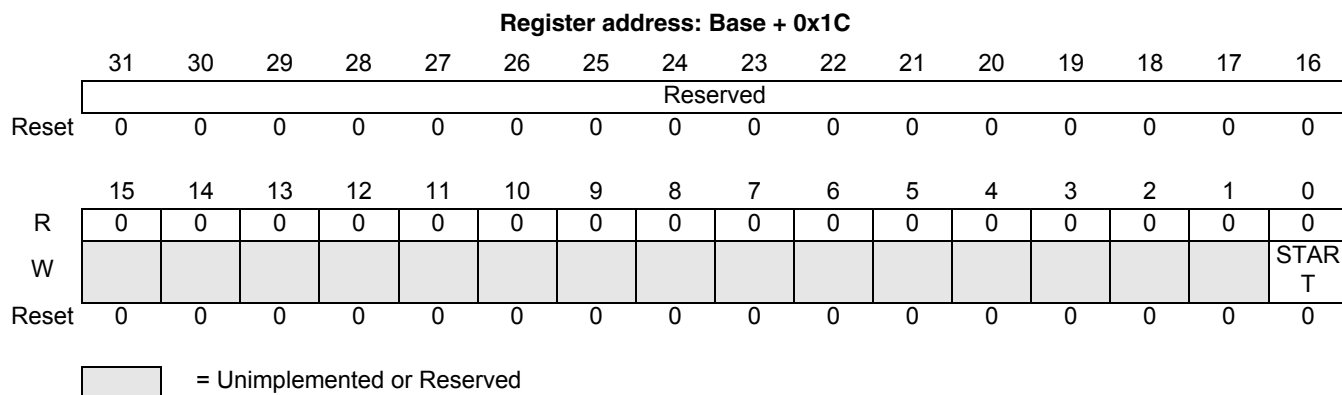 Register address: Base + 0x1C
31 30 29 28 27 26 25 24 23 22 21 20 19 18 17 16
Reserved
Reset 0 0 0 0 0 0 0 0 0 0 0 0 0 0 0 0
15 14 13 12 11 10 9 8 7 6 5 4 3 2 1 0
R 0 0 0 0 0 0 0 0 0 0 0 0 0 0 0 0
W STAR
T
Reset 0 0 0 0 0 0 0 0 0 0 0 0 0 0 0 0
= Unimplemented or Reserved